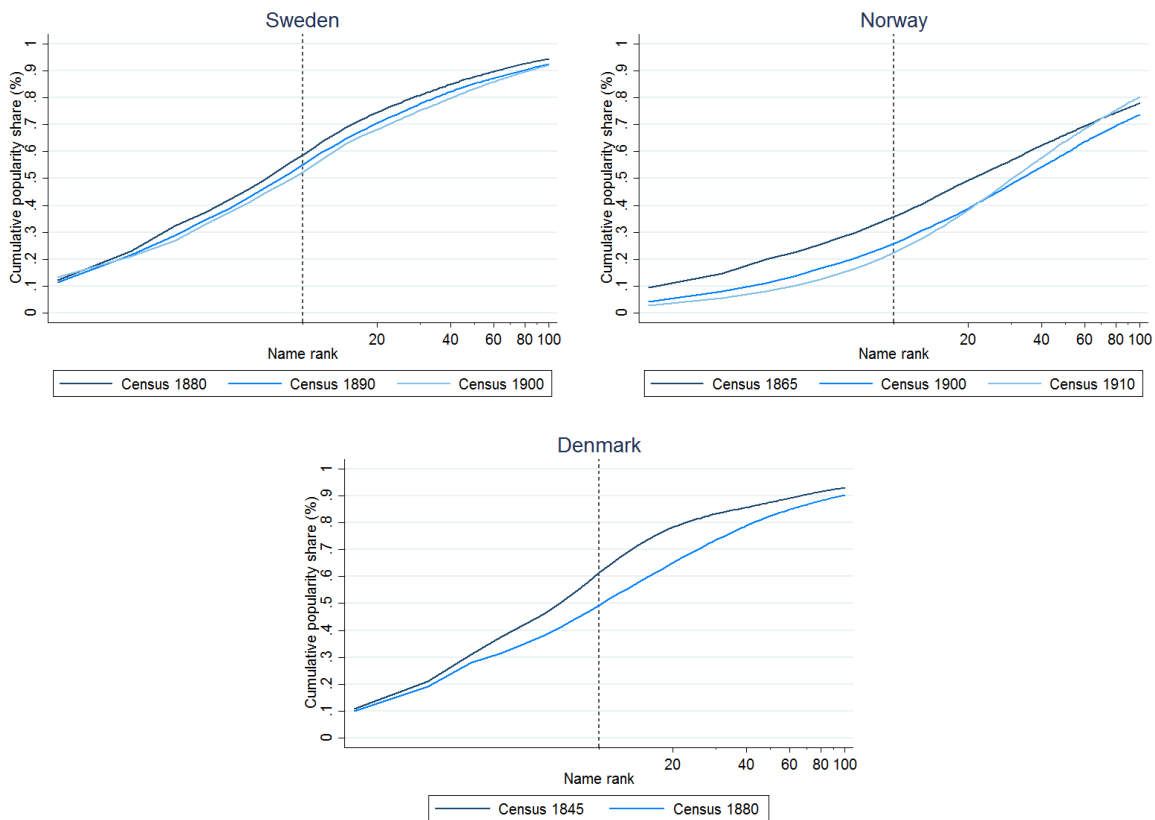 Sweden
Cumulative popularity share (%)
1
.9
.8
.7
.6
.5
.4
.3
.2
.1
0
20 40 60 80 100
Name rank
Census 1880 Census 1890 Census 1900
Norway
Cumulative popularity share (%)
1
.9
.8
.7
.6
.5
.4
.3
.2
.1
0
20 40 60 80 100
Name rank
Census 1865 Census 1900 Census 1910
Denmark
Cumulative popularity share (%)
1
.9
.8
.7
.6
.5
.4
.3
.2
.1
0
20 40 60 80 100
Name rank
Census 1845 Census 1880